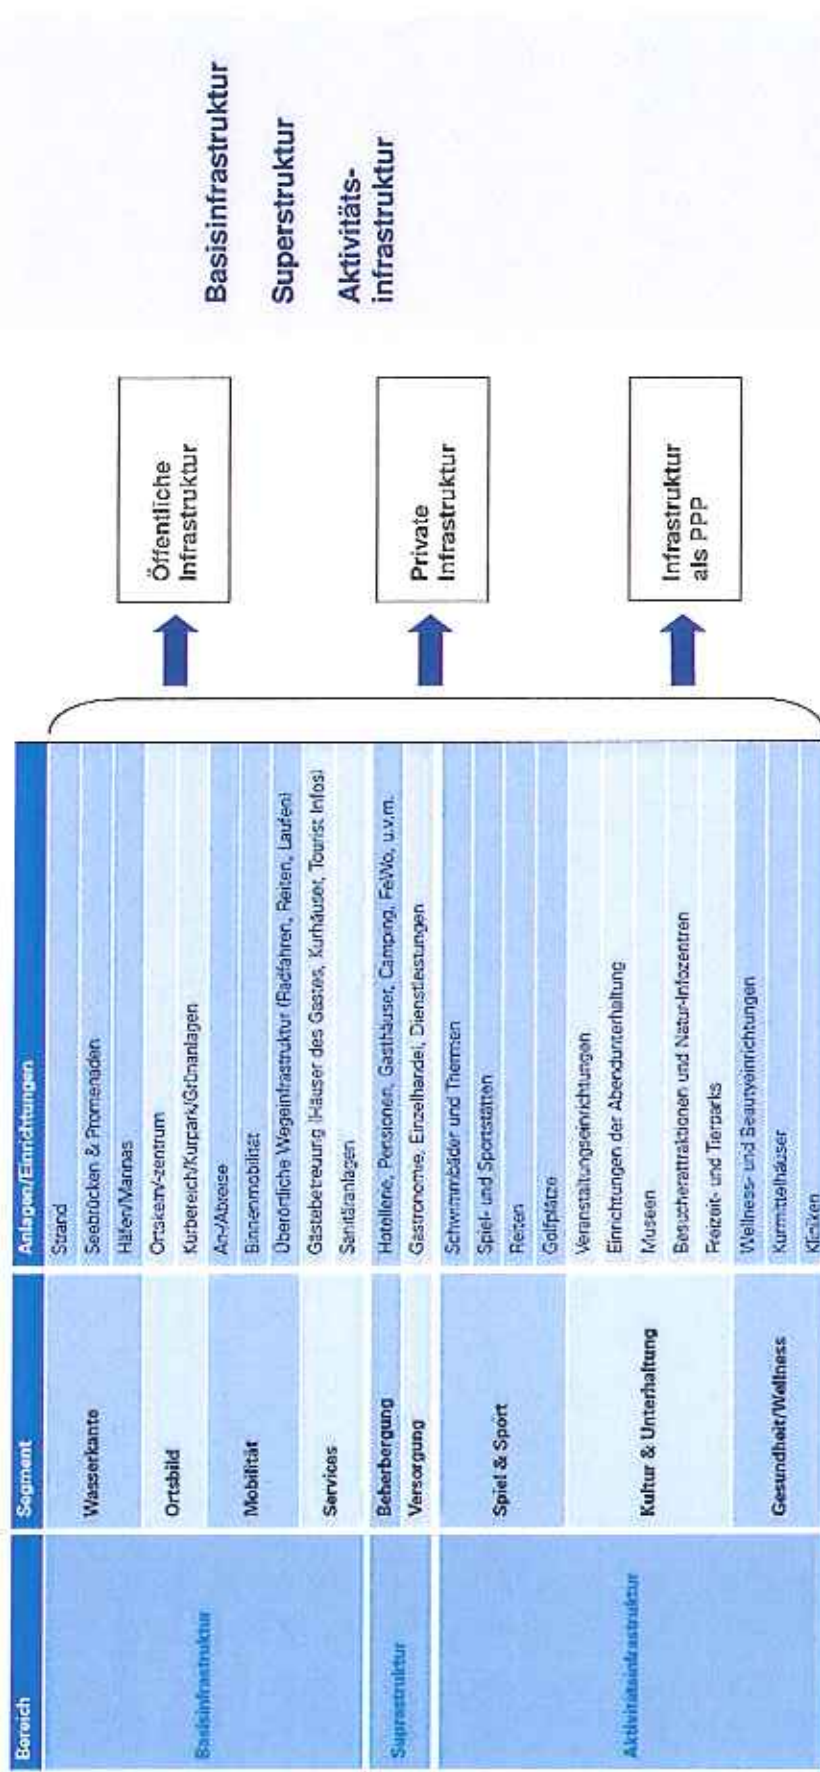 Bereich
Segment
Anlagen/Einrichtungen
Basisinfrastruktur
Wasserkante
Strand
Seebrücken & Promenaden
Häfen/Marinas
Ortsbild
Ortskern/-zentrum
Kurbereich/Kurpark/Grünanlagen
Mobilität
An-/Abreise
Binnenmobilität
Überörtliche Wegeinfrastruktur (Radfahren, Reiten, Laufen)
Services
Gästebetreuung (Häuser des Gastes, Kurhäuser, Tourist Infos)
Sanitäranlagen
Suprastruktur
Beherbergung
Hotellerie, Pensionen, Gasthäuser, Camping, FeWo, u.v.m.
Versorgung
Gastronomie, Einzelhandel, Dienstleistungen
Aktivitätsinfrastruktur
Spiel & Sport
Schwimmbäder und Thermen
Spiel- und Sportstätten
Reiten
Golfplätze
Kultur & Unterhaltung
Veranstaltungseinrichtungen
Einrichtungen der Abendunterhaltung
Museen
Besucherattraktionen und Natur-Infozentren
Freizeit- und Tierparks
Gesundheit/Wellness
Wellness- und Beautyeinrichtungen
Kurmittelhäuser
Kliniken
Öffentliche
Infrastruktur
Private
Infrastruktur
Infrastruktur
als PPP
Basisinfrastruktur
Superstruktur
Aktivitäts-
infrastruktur